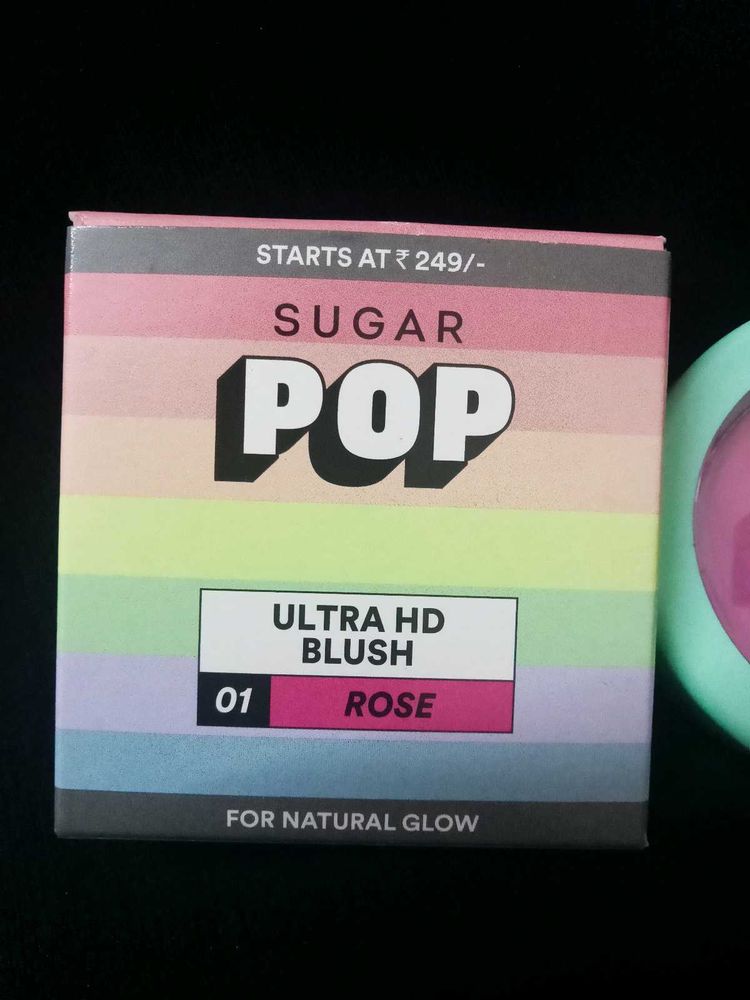 STARTS AT ₹ 249/-
SUGAR
POP
ULTRA HD
BLUSH
01 ROSE
FOR NATURAL GLOW